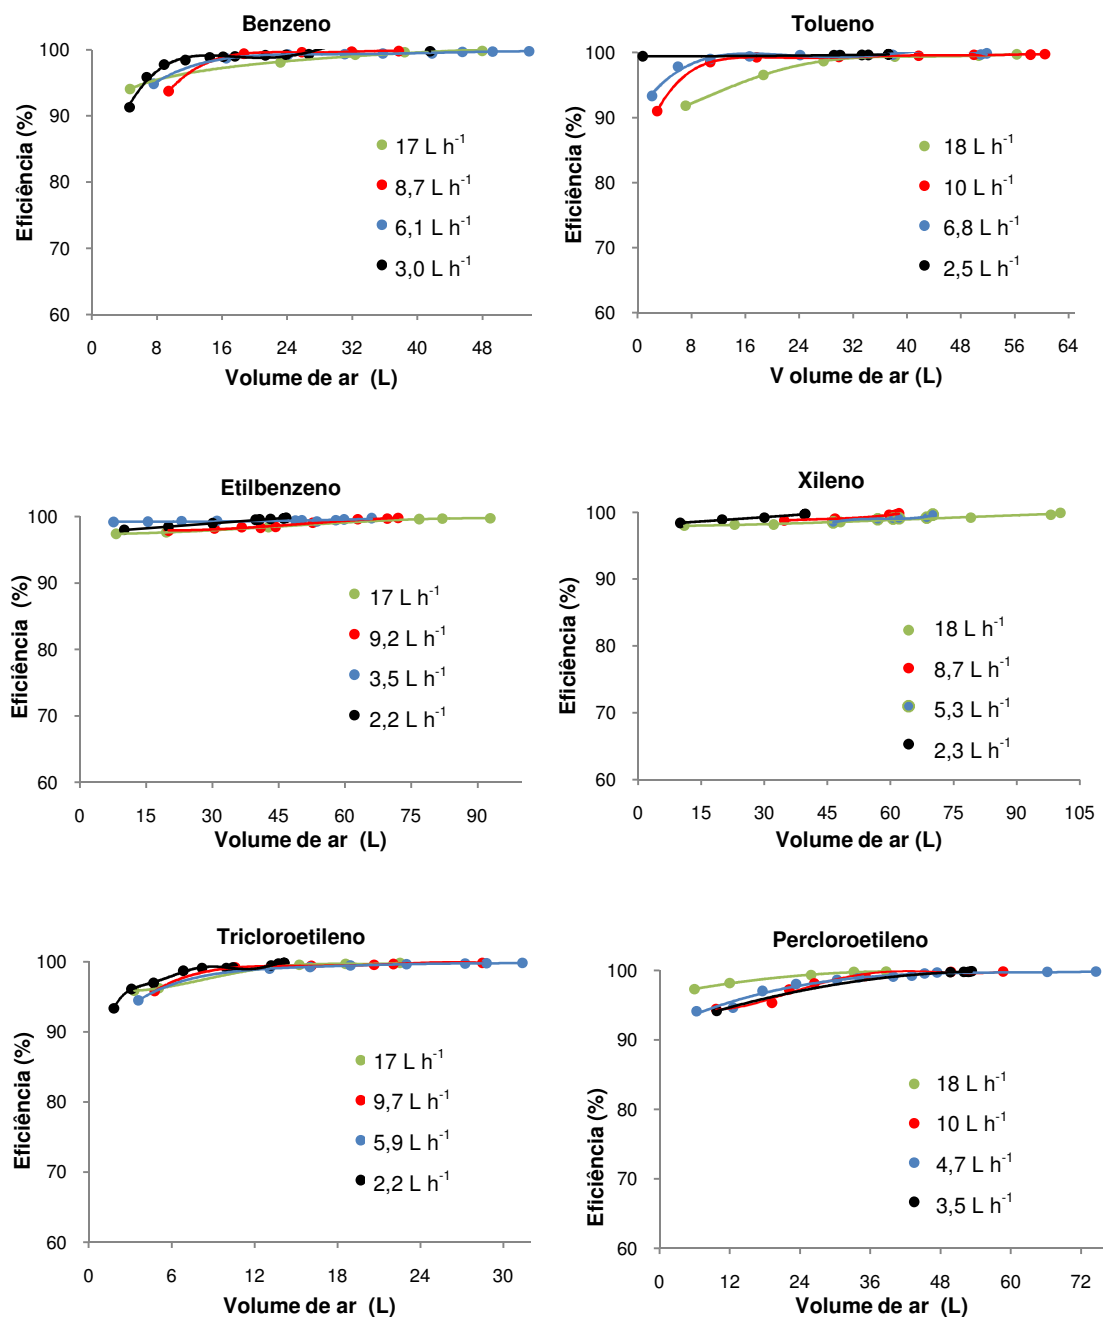 Benzeno
100
90
80
70
60
Eficiência (%)
17 L h-1
8,7 L h-1
6,1 L h-1
3,0 L h-1
0 8 16 24 32 40 48
Volume de ar (L)
Tolueno
100
90
80
70
60
Eficiência (%)
18 L h-1
10 L h-1
6,8 L h-1
2,5 L h-1
0 8 16 24 32 40 48 56 64
V olume de ar (L)
Etilbenzeno
100
90
80
70
60
Eficiência (%)
17 L h-1
9,2 L h-1
3,5 L h-1
2,2 L h-1
0 15 30 45 60 75 90
Volume de ar (L)
Xileno
100
90
80
70
60
Eficiência (%)
18 L h-1
8,7 L h-1
5,3 L h-1
2,3 L h-1
0 15 30 45 60 75 90 105
Volume de ar (L)
Tricloroetileno
100
90
80
70
60
Eficiência (%)
17 L h-1
9,7 L h-1
5,9 L h-1
2,2 L h-1
0 6 12 18 24 30
Volume de ar (L)
Percloroetileno
100
90
80
70
60
Eficiência (%)
18 L h-1
10 L h-1
4,7 L h-1
3,5 L h-1
0 12 24 36 48 60 72
Volume de ar (L)